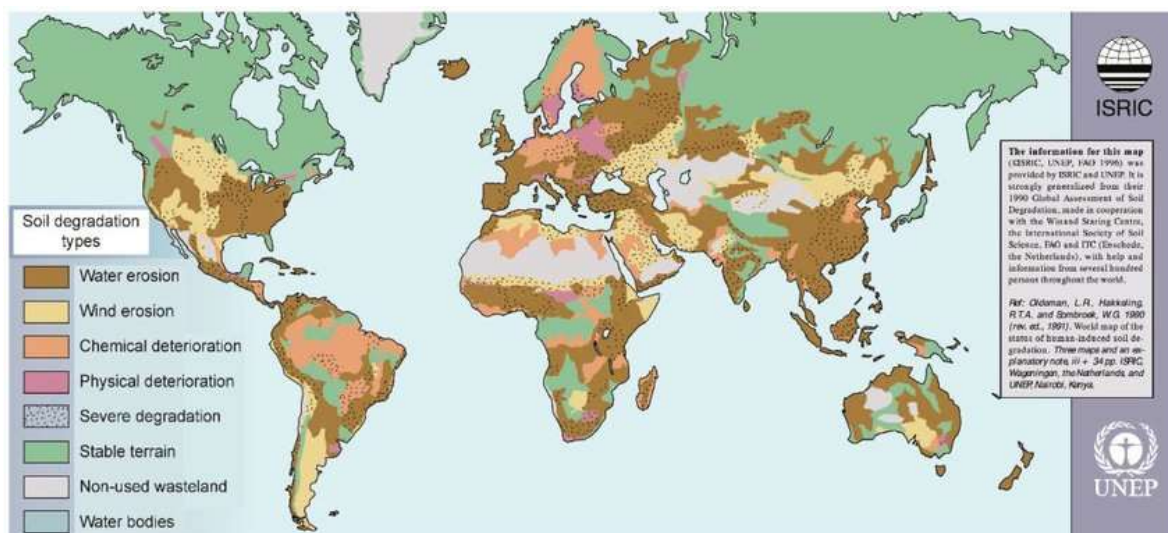 Soil degradation
types
Water erosion
Wind erosion
Chemical deterioration
Physical deterioration
Severe degradation
Stable terrain
Non-used wasteland
Water bodies
ISRIC
The information for this map
(©ISRIC, UNEP, FAO 1996) was
provided by ISRIC and UNEP. It is
strongly generalized from their
1990 Global Assessment of Soil
Degradation, made in cooperation
with the Winand Staring Centre,
the International Society of Soil
Science, FAO and ITC (Enschede,
the Netherlands), with help and
information from several hundred
persons throughout the world.
Ref: Oldeman, L.R., Hakkeling,
R.T.A. and Sombroek, W.G. 1990
(rev. ed., 1991). World map of the
status of human-induced soil de-
gradation. Three maps and an ex-
planatory note, iii + 34 pp. ISRIC,
Wageningen, the Netherlands, and
UNEP, Nairobi, Kenya.
UNEP